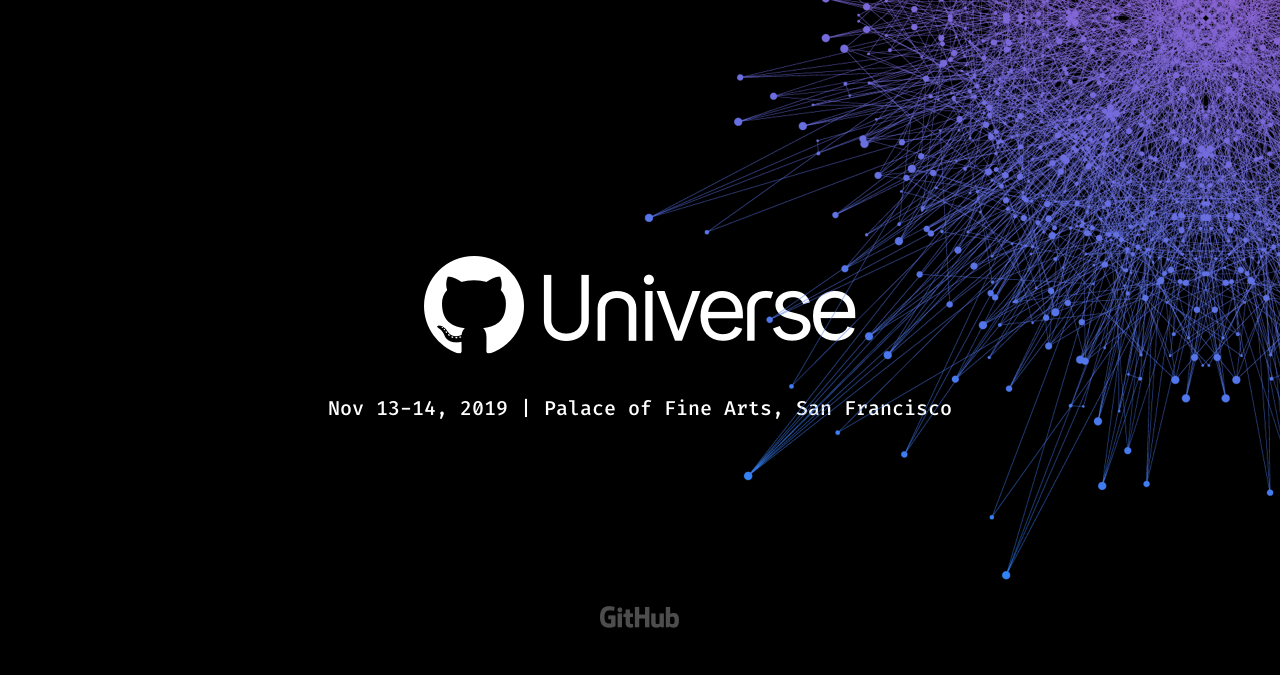 Universe
Nov 13-14, 2019 | Palace of Fine Arts, San Francisco
GitHub